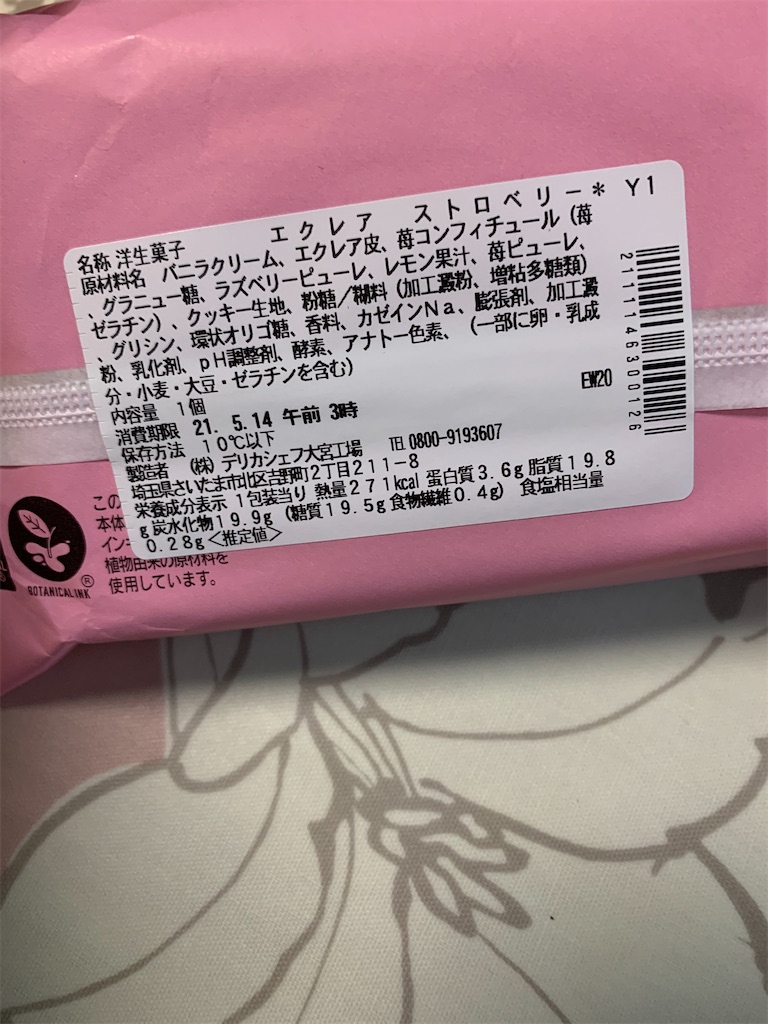 エクレア ストロベリー* Y1
名称 洋生菓子
原材料名 バニラクリーム、エクレア皮、苺コンフィチュール（苺
、グラニュー糖、ラズベリーピューレ、レモン果汁、苺ピューレ、
ゼラチン）、クッキー生地、粉糖／糊料（加工澱粉、増粘多糖類）
、グリシン、環状オリゴ糖、香料、カゼインNa、膨張剤、加工澱
粉、乳化剤、pH調整剤、酵素、アナトー色素、（一部に卵・乳成
分・小麦・大豆・ゼラチンを含む）
内容量 1個
EW20
消費期限 21. 5.14 午前 3時
保存方法 10℃以下
製造者 （株）デリカシェフ大宮工場 TEL 0800-9193607
埼玉県さいたま市北区吉野町2丁目211-8
栄養成分表示 1包装当り 熱量271kcal 蛋白質3.6g 脂質19.8
g 炭水化物19.9g （糖質19.5g 食物繊維0.4g） 食塩相当量
0.28g＜推定値＞
2111146300126
この
本体
イン
植物由来の原材料を
使用しています。
BOTANICAL INK®